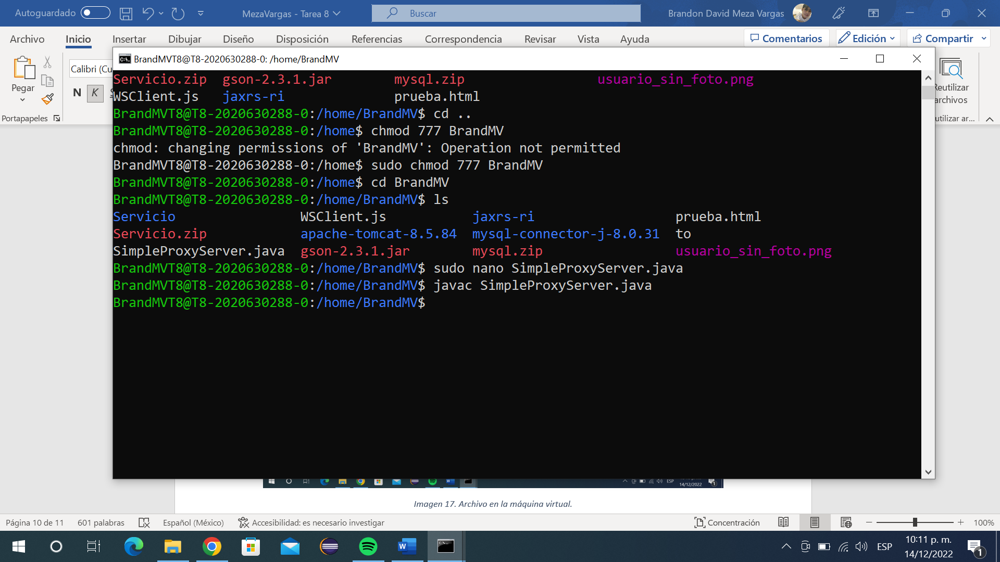 Autoguardado
MezaVargas - Tarea 8
Buscar
Brandon David Meza Vargas
Archivo Inicio Insertar Dibujar Diseño Disposición Referencias Correspondencia Revisar Vista Ayuda
Comentarios Edición Compartir
Pegar
Portapapeles
Calibri (Cu
N K S
Reutilizar
archivos
utilizar ar...
BrandMVT8@T8-2020630288-0: /home/BrandMV
Servicio.zip gson-2.3.1.jar mysql.zip usuario_sin_foto.png
WSClient.js jaxrs-ri prueba.html
BrandMVT8@T8-2020630288-0:/home/BrandMV$ cd ..
BrandMVT8@T8-2020630288-0:/home$ chmod 777 BrandMV
chmod: changing permissions of 'BrandMV': Operation not permitted
BrandMVT8@T8-2020630288-0:/home$ sudo chmod 777 BrandMV
BrandMVT8@T8-2020630288-0:/home$ cd BrandMV
BrandMVT8@T8-2020630288-0:/home/BrandMV$ ls
Servicio WSClient.js jaxrs-ri prueba.html
Servicio.zip apache-tomcat-8.5.84 mysql-connector-j-8.0.31 to
SimpleProxyServer.java gson-2.3.1.jar mysql.zip usuario_sin_foto.png
BrandMVT8@T8-2020630288-0:/home/BrandMV$ sudo nano SimpleProxyServer.java
BrandMVT8@T8-2020630288-0:/home/BrandMV$ javac SimpleProxyServer.java
BrandMVT8@T8-2020630288-0:/home/BrandMV$
ESP
14/12/2022
Imagen 17. Archivo en la máquina virtual.
Página 10 de 11 601 palabras Español (México) Accesibilidad: es necesario investigar Concentración 100%
ESP
10:11 p. m.
14/12/2022
1